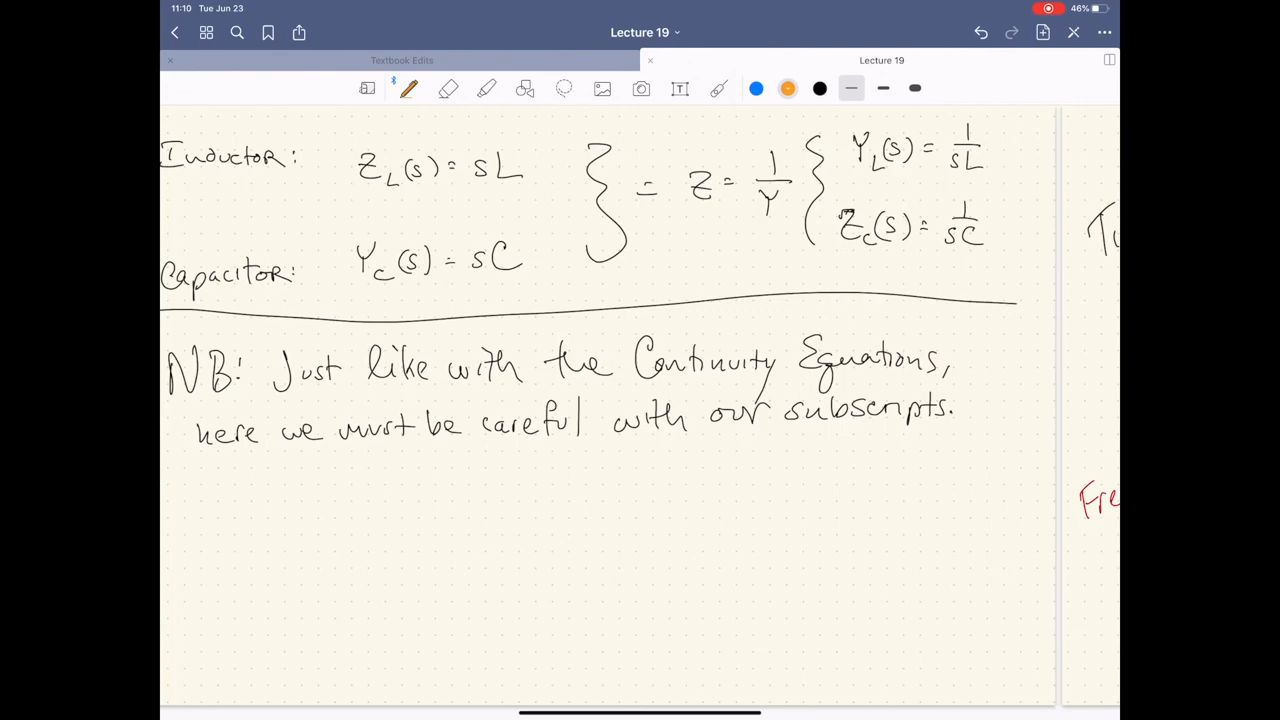 11:10 Tue Jun 23
46%
Lecture 19
Textbook Edits
Lecture 19
Inductor: Z_L(s) = sL } = Z = 1/Y { Y_L(s) = 1/sL
Capacitor: Y_C(s) = sC Z_C(s) = 1/sC
NB: Just like with the Continuity Equations,
here we must be careful with our subscripts.
Fre